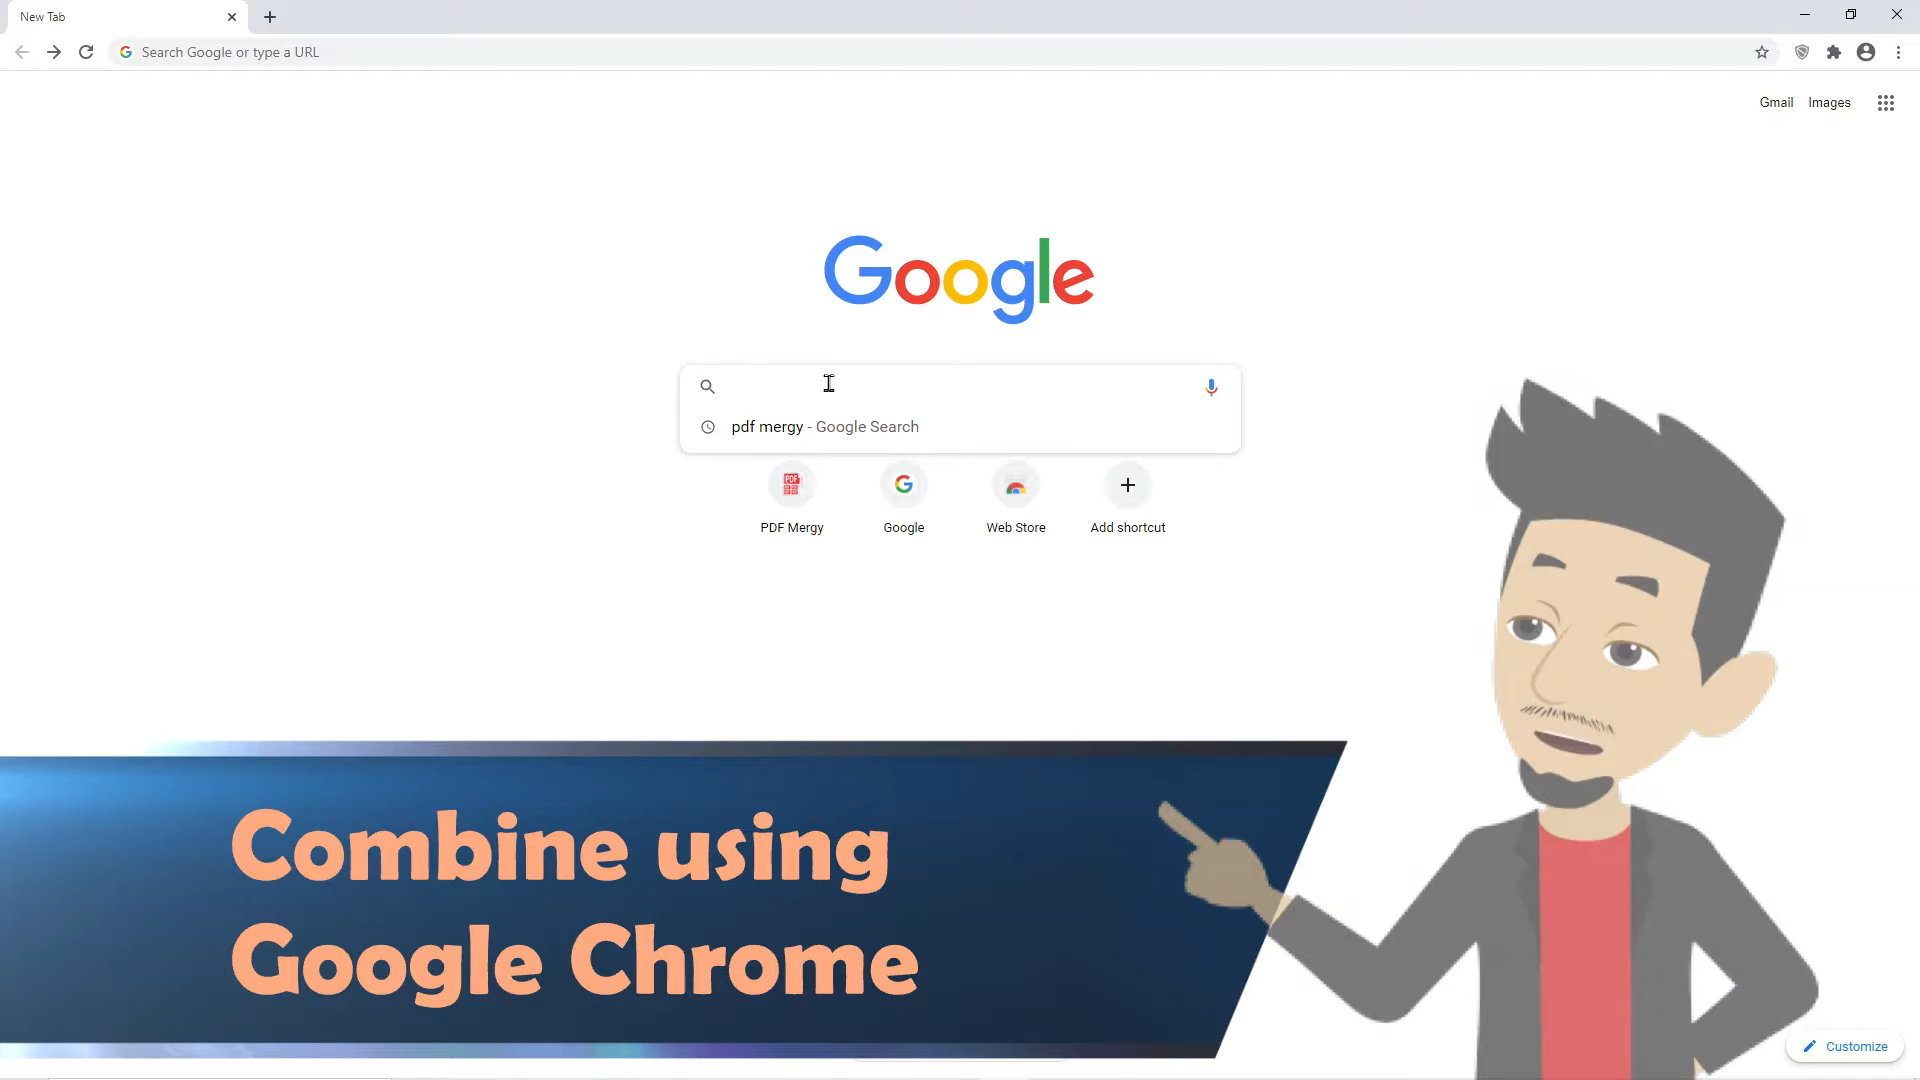 New Tab
Search Google or type a URL
Gmail Images
Google
pdf mergy - Google Search
PDF
PDF Mergy Google Web Store Add shortcut
Combine using
Google Chrome
Customize